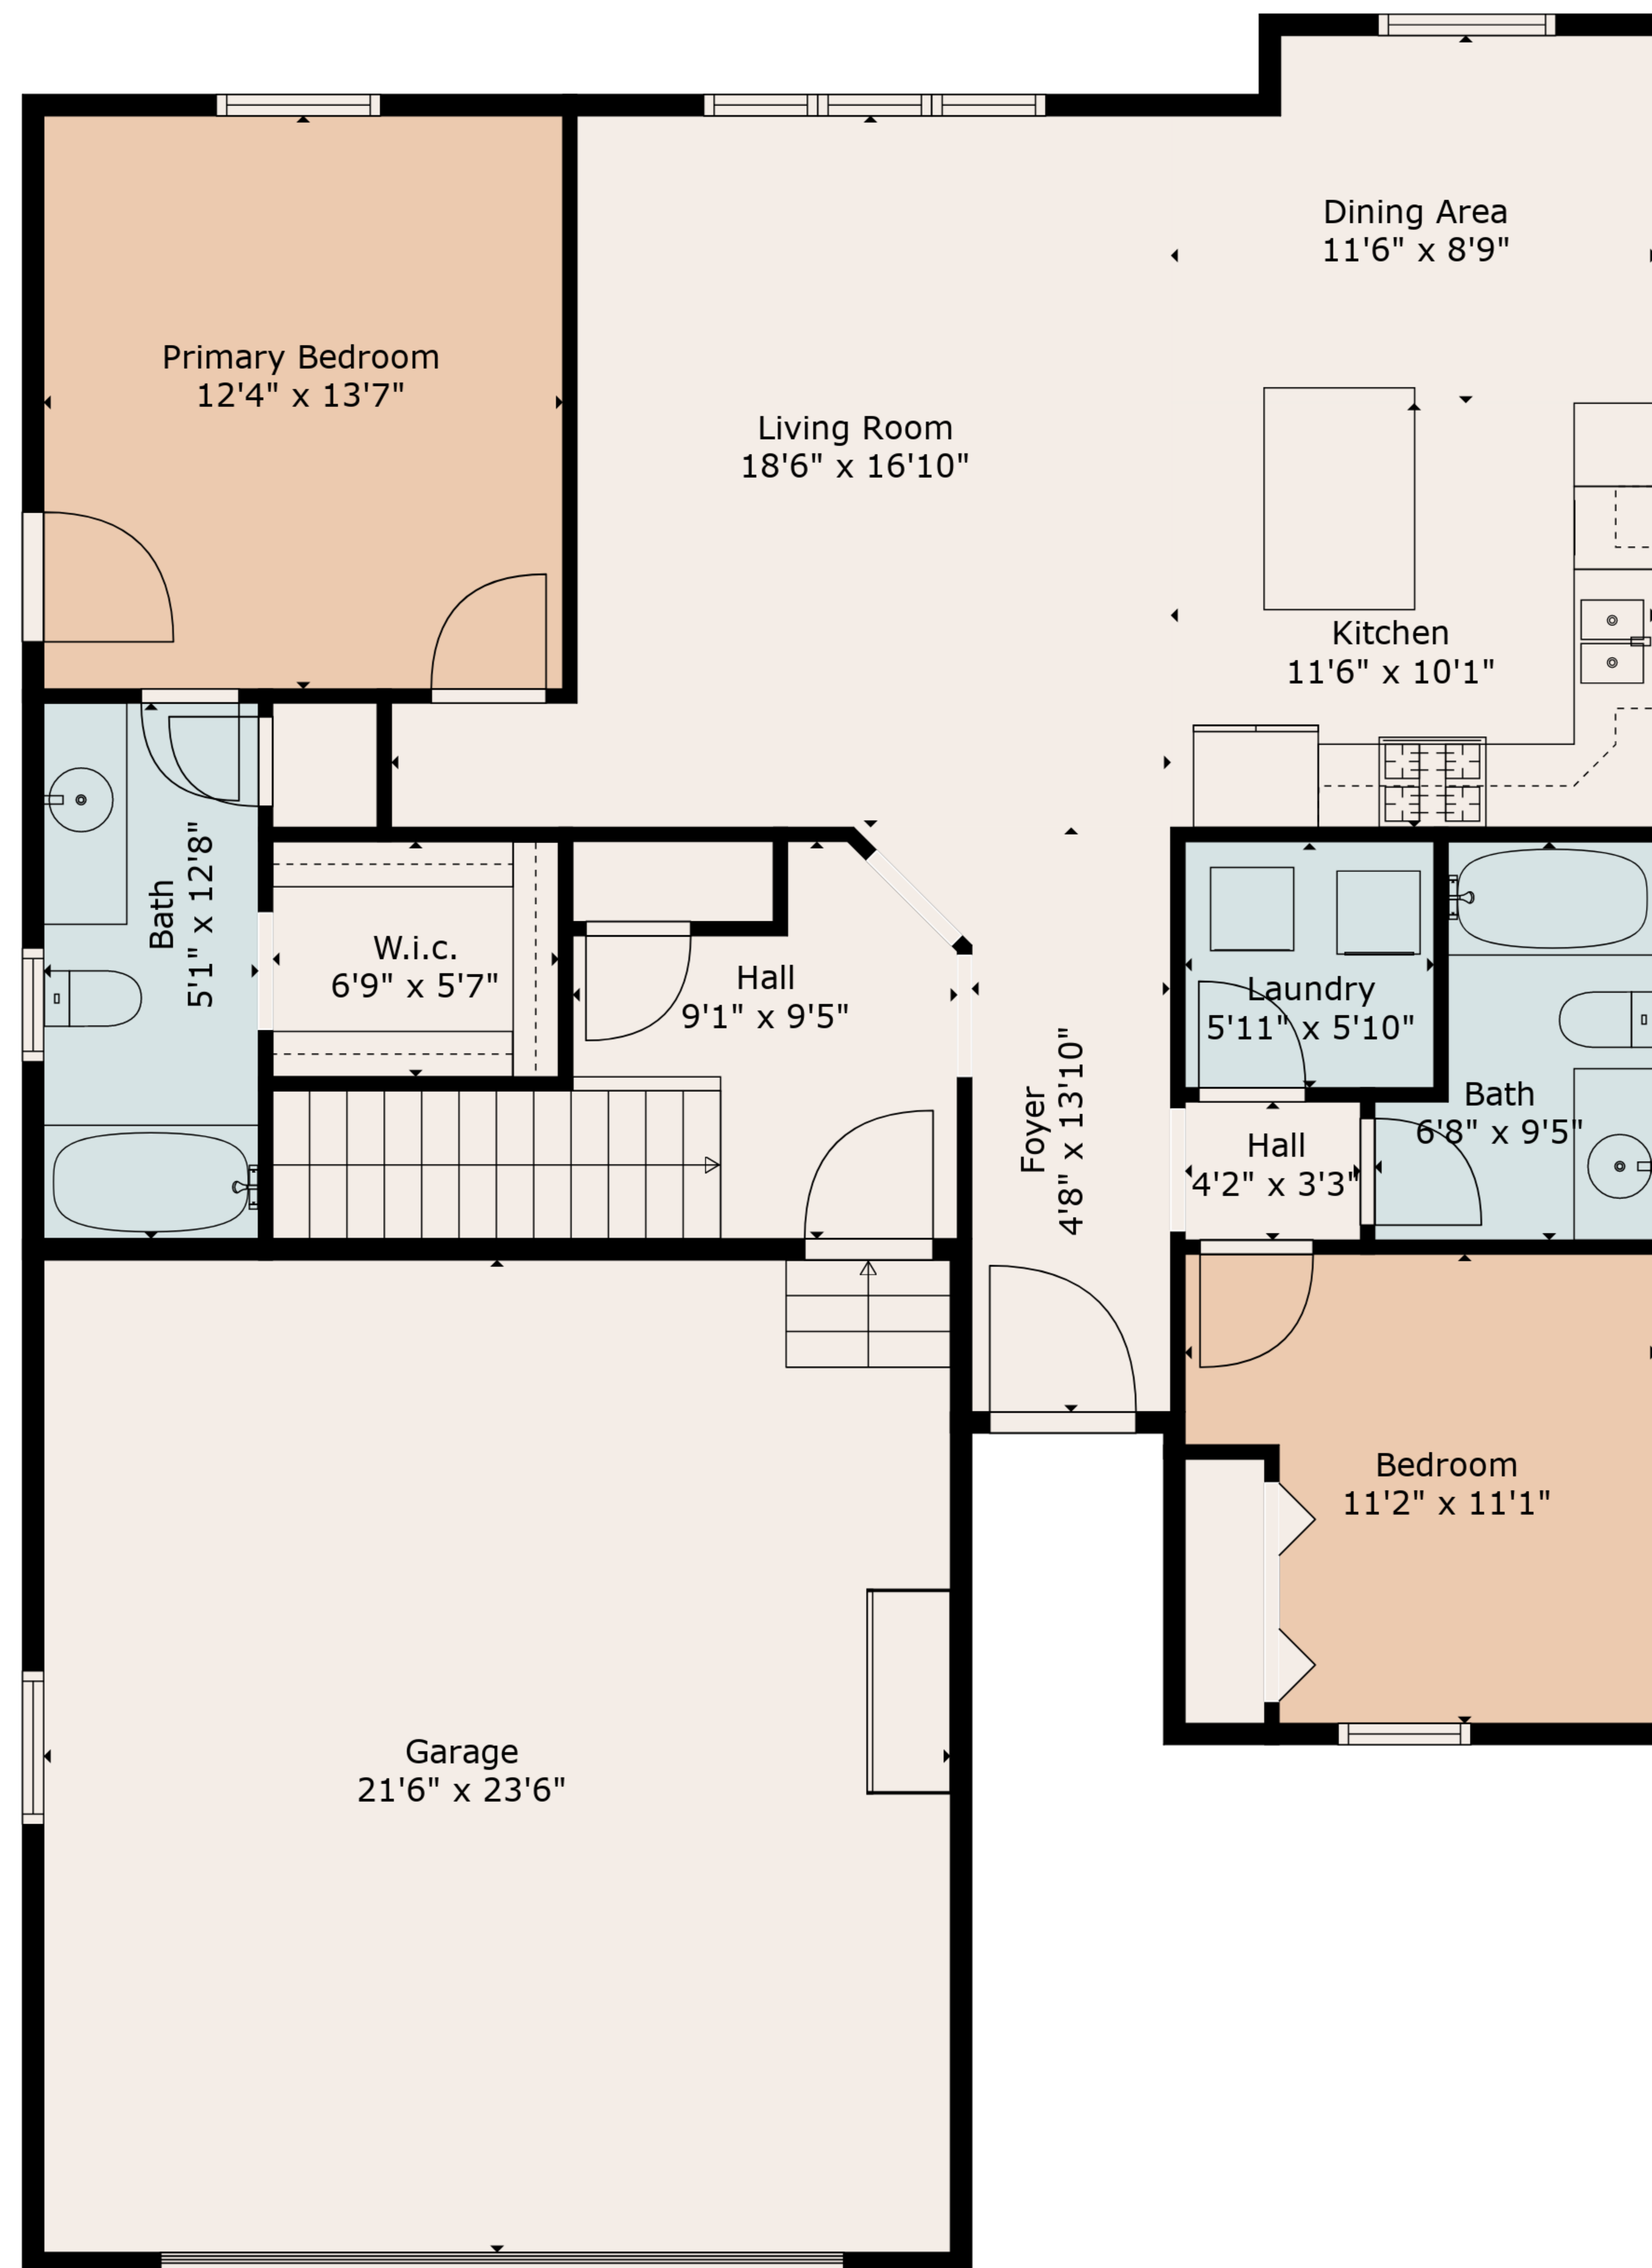 Dining Area
11'6" x 8'9"
Primary Bedroom
12'4" x 13'7"
Living Room
18'6" x 16'10"
Kitchen
11'6" x 10'1"
Bath
5'1" x 12'8"
W.i.c.
6'9" x 5'7"
Hall
9'1" x 9'5"
Laundry
5'11" x 5'10"
Foyer
4'8" x 13'10"
Bath
6'8" x 9'5"
Hall
4'2" x 3'3"
Bedroom
11'2" x 11'1"
Garage
21'6" x 23'6"